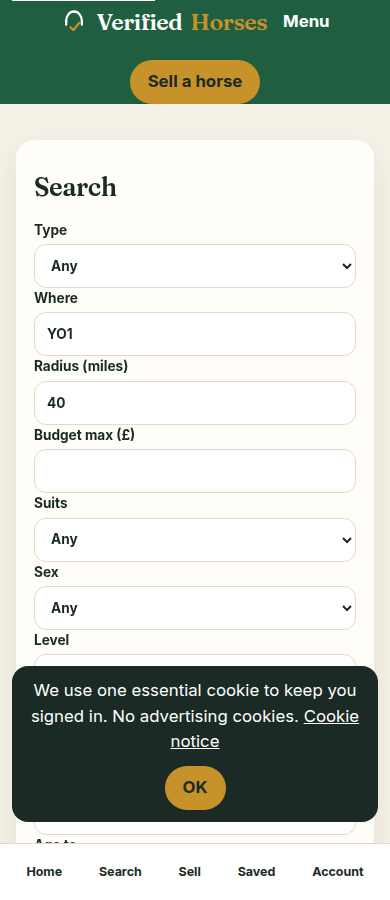 Verified Horses Menu
Sell a horse
Search
Type
Any
Where
YO1
Radius (miles)
40
Budget max (£)
Suits
Any
Sex
Any
Level
We use one essential cookie to keep you
signed in. No advertising cookies. Cookie
notice
OK
Home Search Sell Saved Account